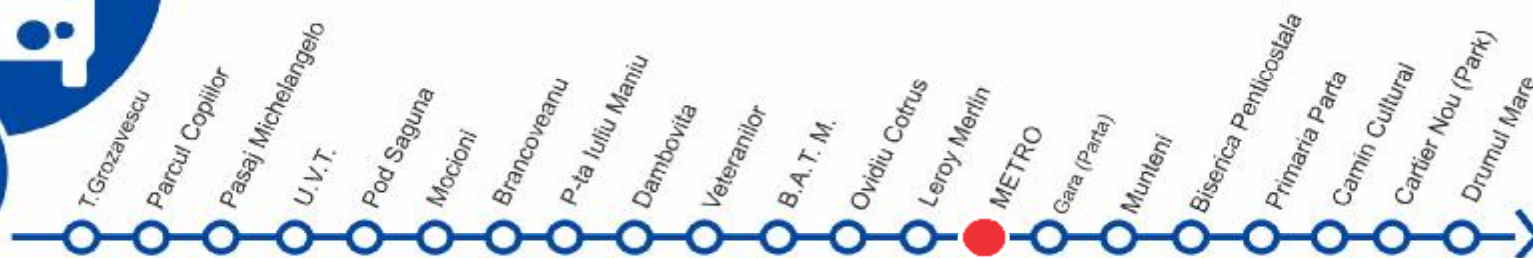 T.Grozavescu
Parcul Copiilor
Pasaj Michelangelo
U.V.T.
Pod Saguna
Mocioni
Brancoveanu
P-ta Iuliu Maniu
Dambovita
Veteranilor
B.A.T. M.
Ovidiu Cotrus
Leroy Merlin
METRO
Gara (Parta)
Munteni
Biserica Penticostala
Primaria Parta
Camin Cultural
Cartier Nou (Park)
Drumul Mare